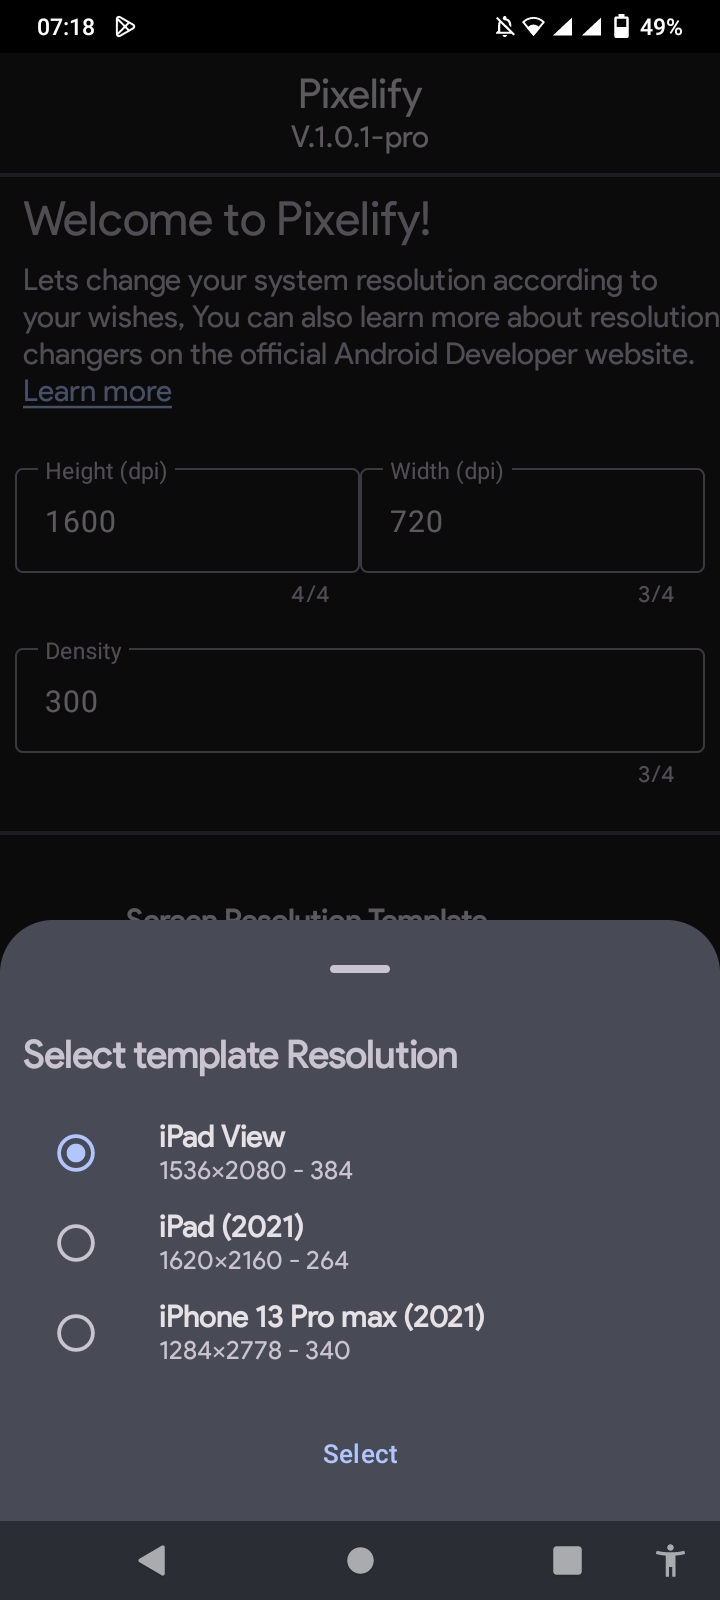 07:18
49%
Pixelify
V.1.0.1-pro
Welcome to Pixelify!
Lets change your system resolution according to
your wishes, You can also learn more about resolution
changers on the official Android Developer website.
Learn more
Height (dpi)
Width (dpi)
1600
720
4/4
3/4
Density
300
3/4
Screen Resolution Template
Select template Resolution
iPad View
1536×2080 - 384
iPad (2021)
1620×2160 - 264
iPhone 13 Pro max (2021)
1284×2778 - 340
Select